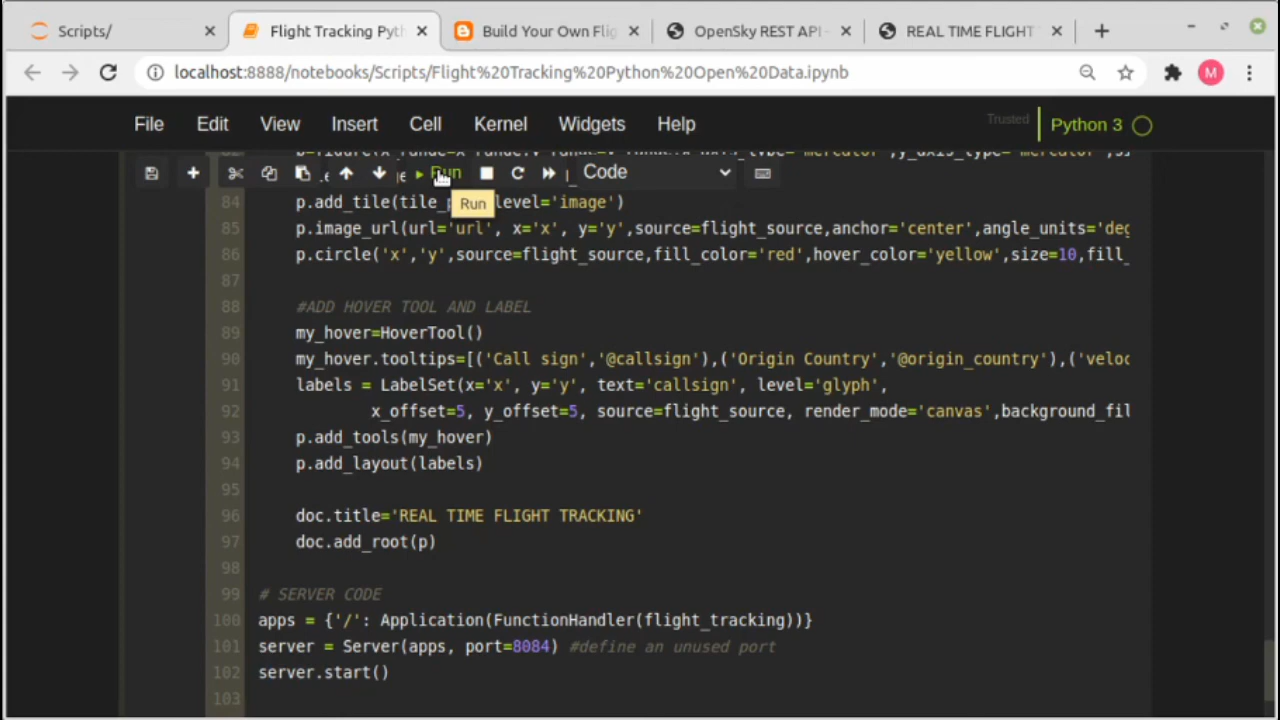 Scripts/
Flight Tracking Pyt
Build Your Own Flig
OpenSky REST API -
REAL TIME FLIGHT
localhost:8888/notebooks/Scripts/Flight%20Tracking%20Python%20Open%20Data.ipynb
M
File Edit View Insert Cell Kernel Widgets Help
Trusted
Python 3
Run
Code
Run
84 p.add_tile(tile_ level='image')
85 p.image_url(url='url', x='x', y='y',source=flight_source,anchor='center',angle_units='deg
86 p.circle('x','y',source=flight_source,fill_color='red',hover_color='yellow',size=10,fill_
87
88 #ADD HOVER TOOL AND LABEL
89 my_hover=HoverTool()
90 my_hover.tooltips=[('Call sign','@callsign'),('Origin Country','@origin_country'),('veloc
91 labels = LabelSet(x='x', y='y', text='callsign', level='glyph',
92 x_offset=5, y_offset=5, source=flight_source, render_mode='canvas',background_fil
93 p.add_tools(my_hover)
94 p.add_layout(labels)
95
96 doc.title='REAL TIME FLIGHT TRACKING'
97 doc.add_root(p)
98
99 # SERVER CODE
100 apps = {'/': Application(FunctionHandler(flight_tracking))}
101 server = Server(apps, port=8084) #define an unused port
102 server.start()
103